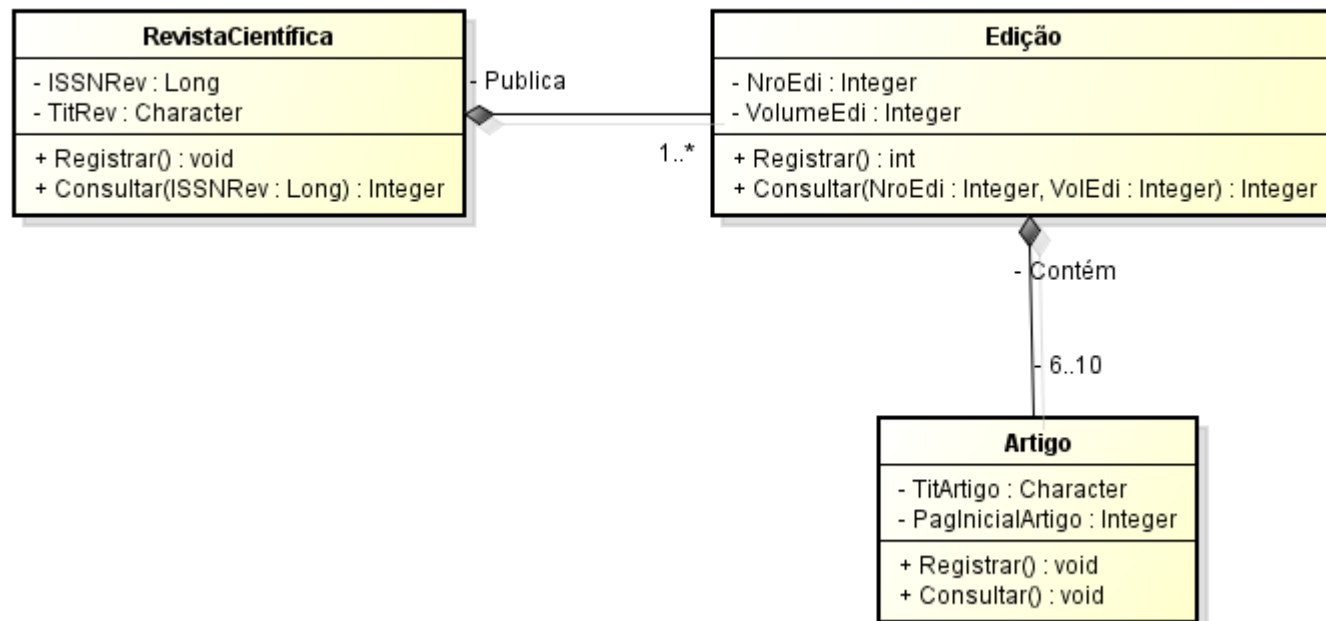 RevistaCientífica
- ISSNRev : Long
- TitRev : Character
+ Registrar() : void
+ Consultar(ISSNRev : Long) : Integer
- Publica
1..*
Edição
- NroEdi : Integer
- VolumeEdi : Integer
+ Registrar() : int
+ Consultar(NroEdi : Integer, VolEdi : Integer) : Integer
- Contém
- 6..10
Artigo
- TitArtigo : Character
- PagInicialArtigo : Integer
+ Registrar() : void
+ Consultar() : void